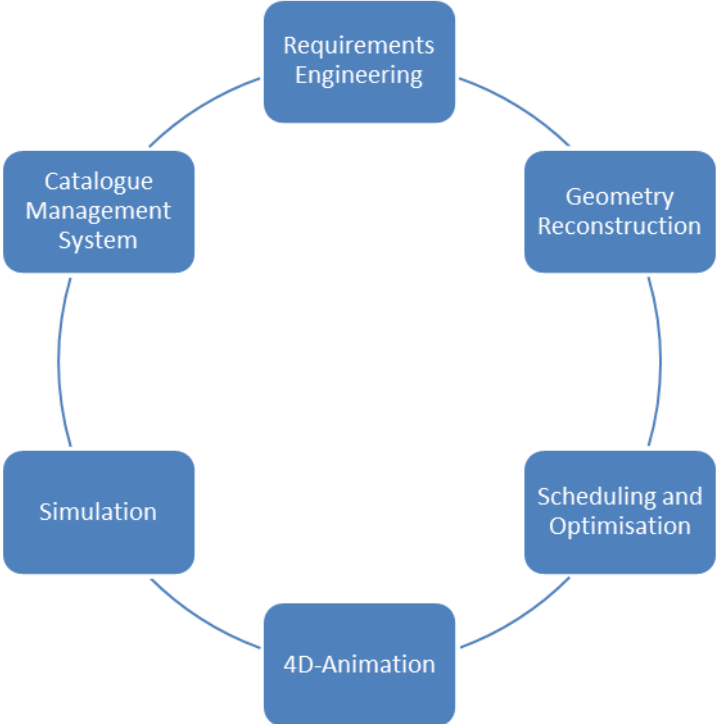 Requirements
Engineering
Geometry
Reconstruction
Scheduling and
Optimisation
4D-Animation
Simulation
Catalogue
Management
System